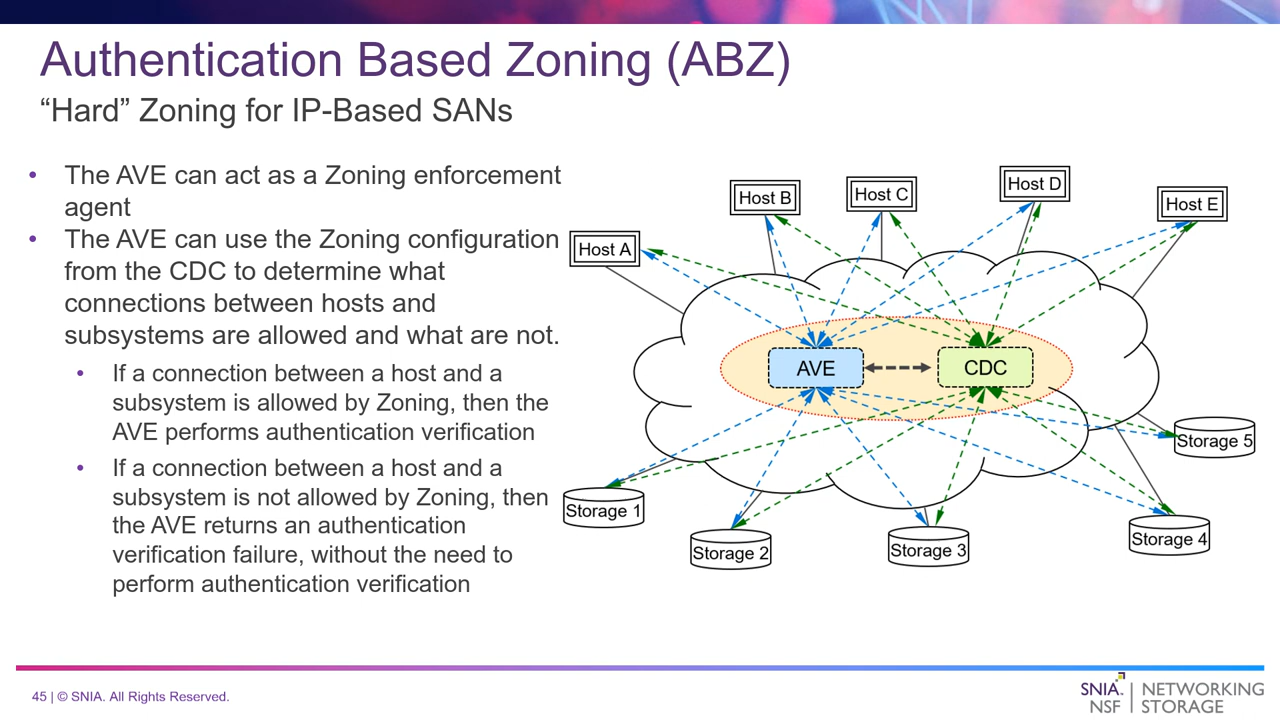 Authentication Based Zoning (ABZ)
“Hard” Zoning for IP-Based SANs
• The AVE can act as a Zoning enforcement
agent
• The AVE can use the Zoning configuration
from the CDC to determine what
connections between hosts and
subsystems are allowed and what are not.
• If a connection between a host and a
subsystem is allowed by Zoning, then the
AVE performs authentication verification
• If a connection between a host and a
subsystem is not allowed by Zoning, then
the AVE returns an authentication
verification failure, without the need to
perform authentication verification
Host A
Host B
Host C
Host D
Host E
AVE
CDC
Storage 1
Storage 2
Storage 3
Storage 4
Storage 5
45 | © SNIA. All Rights Reserved.
SNIA. | NETWORKING
NSF | STORAGE